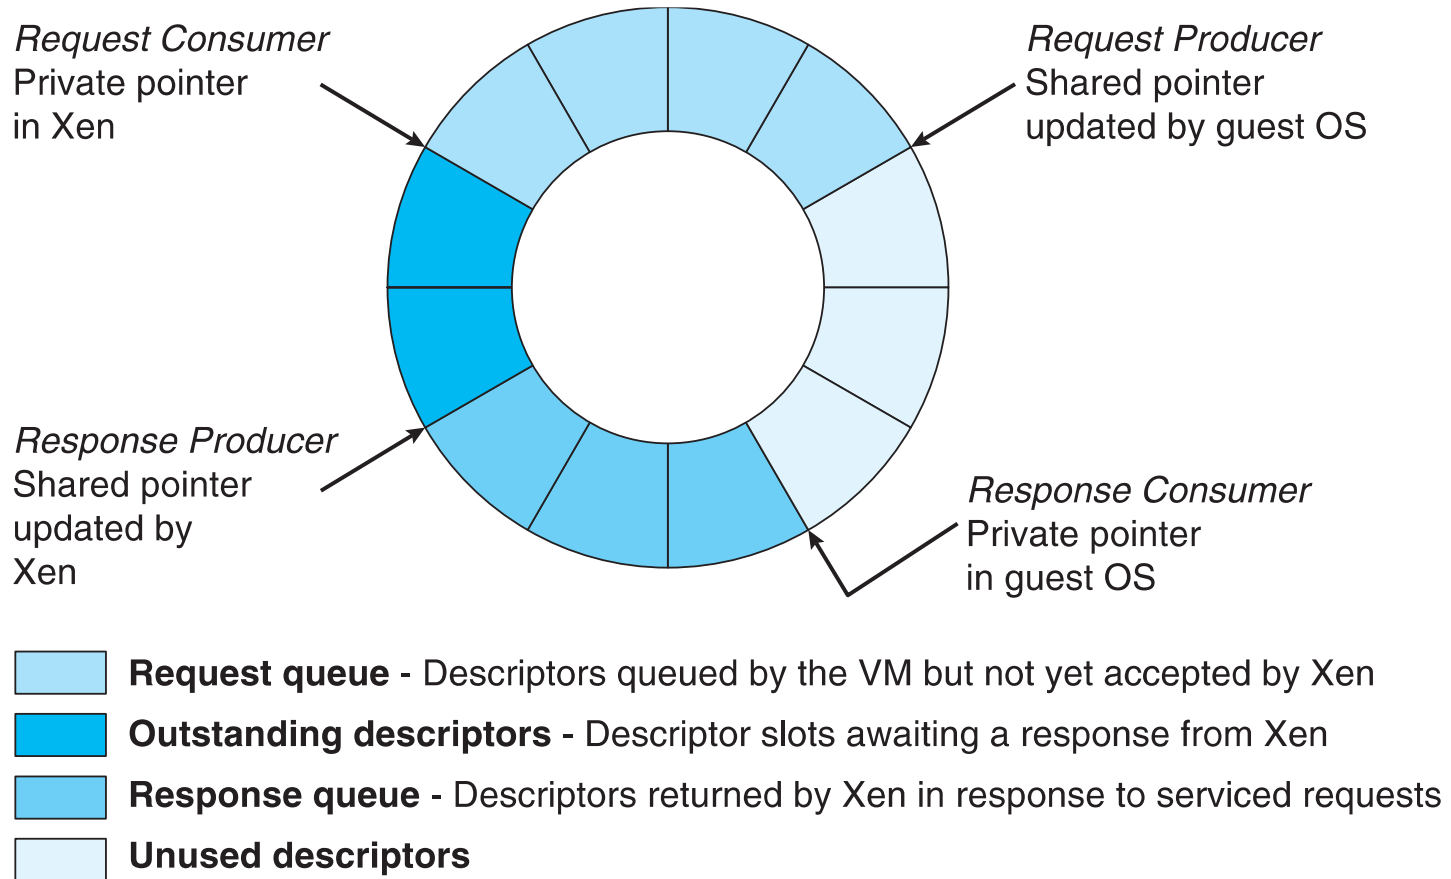 Request Consumer
Private pointer
in Xen
Request Producer
Shared pointer
updated by guest OS
Response Producer
Shared pointer
updated by
Xen
Response Consumer
Private pointer
in guest OS
Request queue - Descriptors queued by the VM but not yet accepted by Xen
Outstanding descriptors - Descriptor slots awaiting a response from Xen
Response queue - Descriptors returned by Xen in response to serviced requests
Unused descriptors